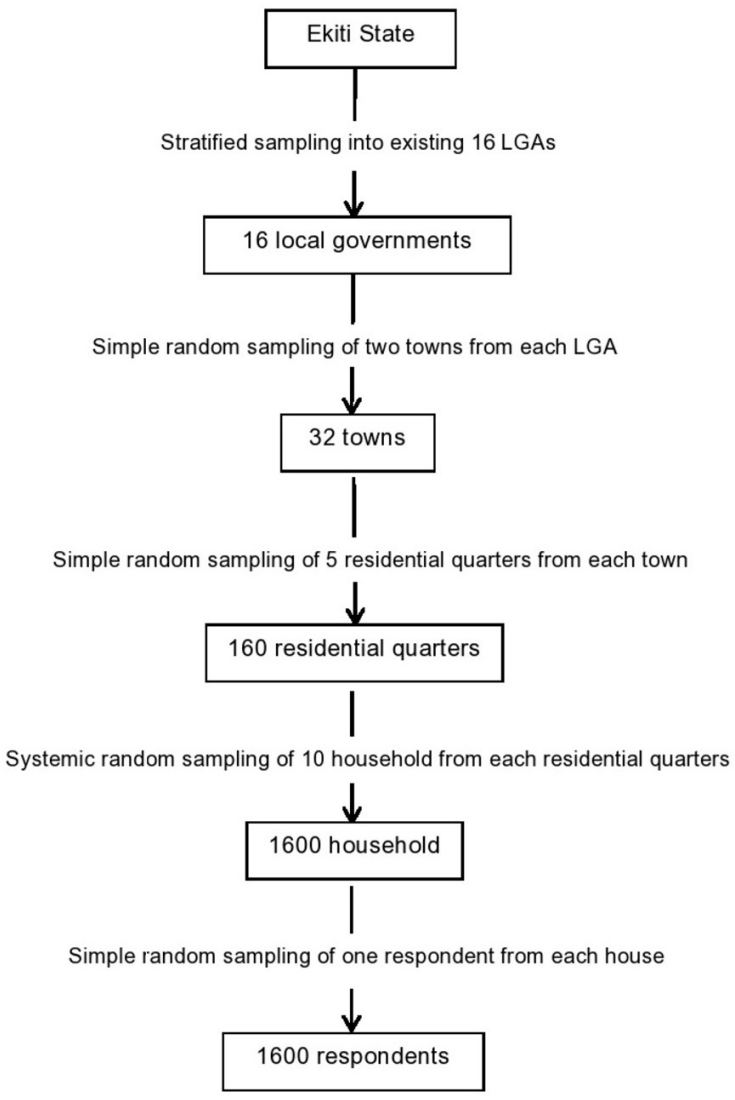 Ekiti State
Stratified sampling into existing 16 LGAs
16 local governments
Simple random sampling of two towns from each LGA
32 towns
Simple random sampling of 5 residential quarters from each town
160 residential quarters
Systemic random sampling of 10 household from each residential quarters
1600 household
Simple random sampling of one respondent from each house
1600 respondents